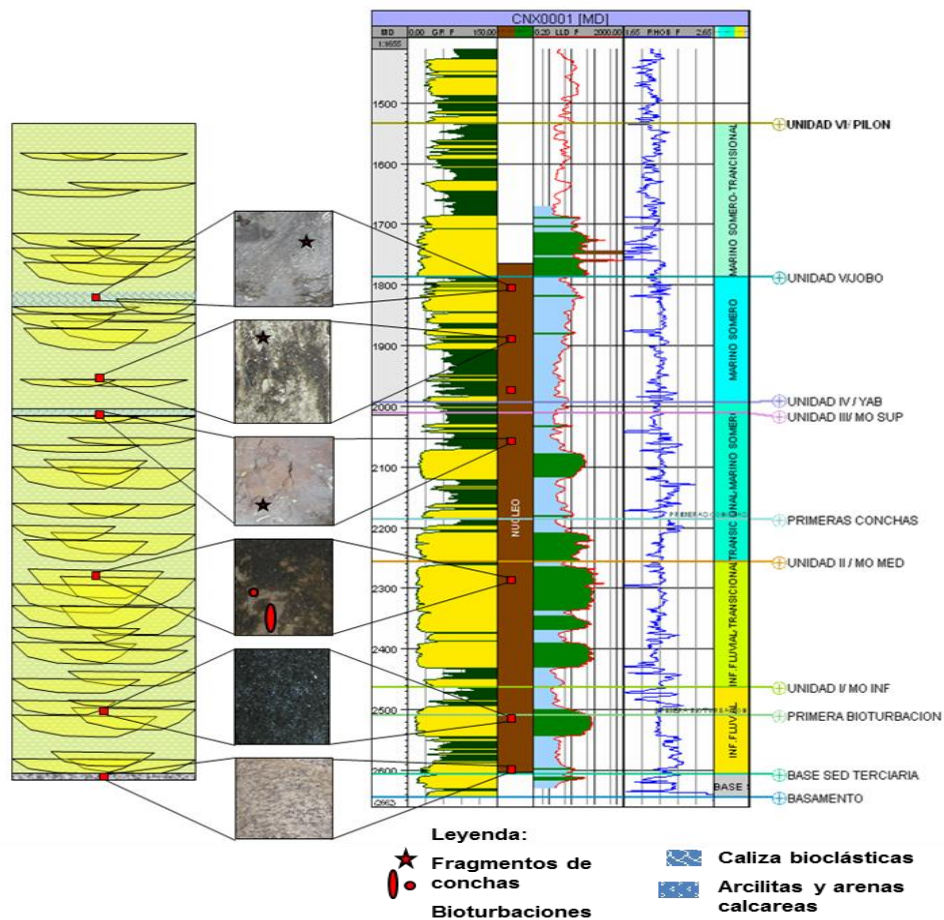 CNX0001 [MD]
MD 0.00 GR F 150.00 0.20 LLD F 2000.00 1.65 RHOB F 2.65
1:1655
1500
1600
1700
1800
1900
2000
2100
2200
2300
2400
2500
2600
(2662)
NUCLEO
MARINO SOMERO-TRANCISIONAL
MARINO SOMERO
TRANSICIONAL-MARINO SOMERO
INF.FLUVIAL-TRANSICIONAL
INF.FLUVIAL
BASE
UNIDAD VI/ PILON
UNIDAD V/JOBO
UNIDAD IV / YAB
UNIDAD III/ MO SUP
PRIMERAS CONCHAS
UNIDAD II / MO MED
UNIDAD I/ MO INF
PRIMERA BIOTURBACION
BASE SED TERCIARIA
BASAMENTO
Leyenda:
Fragmentos de
conchas
Bioturbaciones
Caliza bioclásticas
Arcilitas y arenas
calcareas